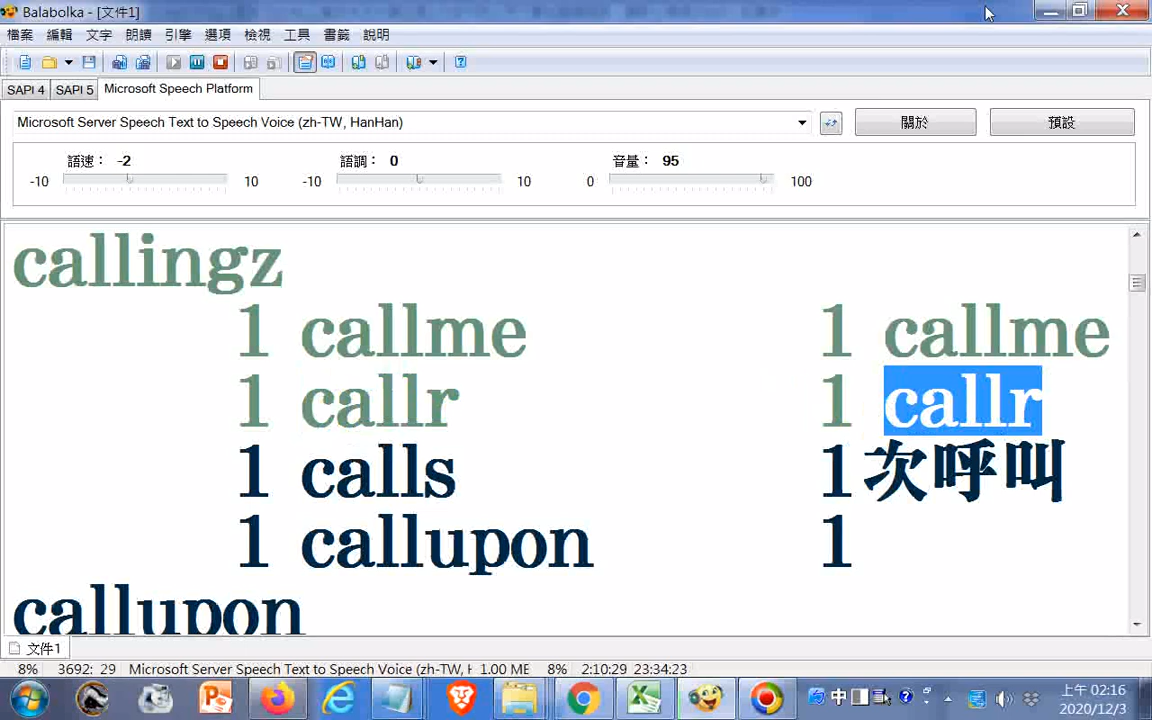 Balabolka - [文件1]
檔案 編輯 文字 朗讀 引擎 選項 檢視 工具 書籤 說明
SAPI 4 SAPI 5 Microsoft Speech Platform
Microsoft Server Speech Text to Speech Voice (zh-TW, HanHan) 關於 預設
語速： -2 語調： 0 音量： 95
-10 10 -10 10 0 100
callingz
1 callme 1 callme
1 callr 1 callr
1 calls 1次呼叫
1 callupon 1
callupon
文件1
8% 3692: 29 Microsoft Server Speech Text to Speech Voice (zh-TW, H 1.00 ME 8% 2:10:29 23:34:23
中 上午 02:16
2020/12/3